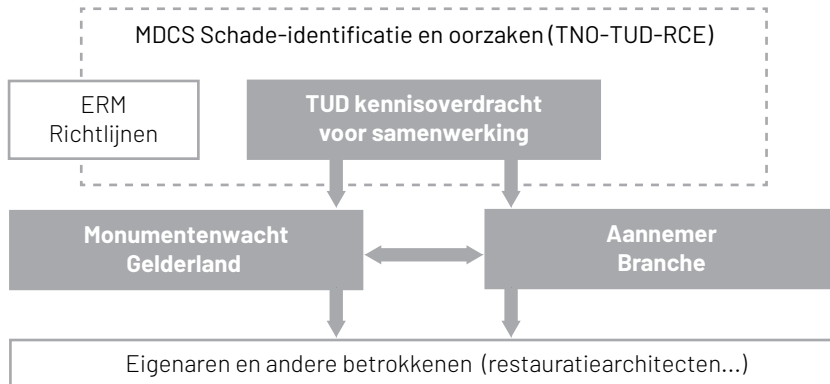 MDCS Schade-identificatie en oorzaken (TNO-TUD-RCE)
ERM
Richtlijnen
TUD kennisoverdracht
voor samenwerking
Monumentenwacht
Gelderland
Aannemer
Branche
Eigenaren en andere betrokkenen (restauratiearchitecten...)